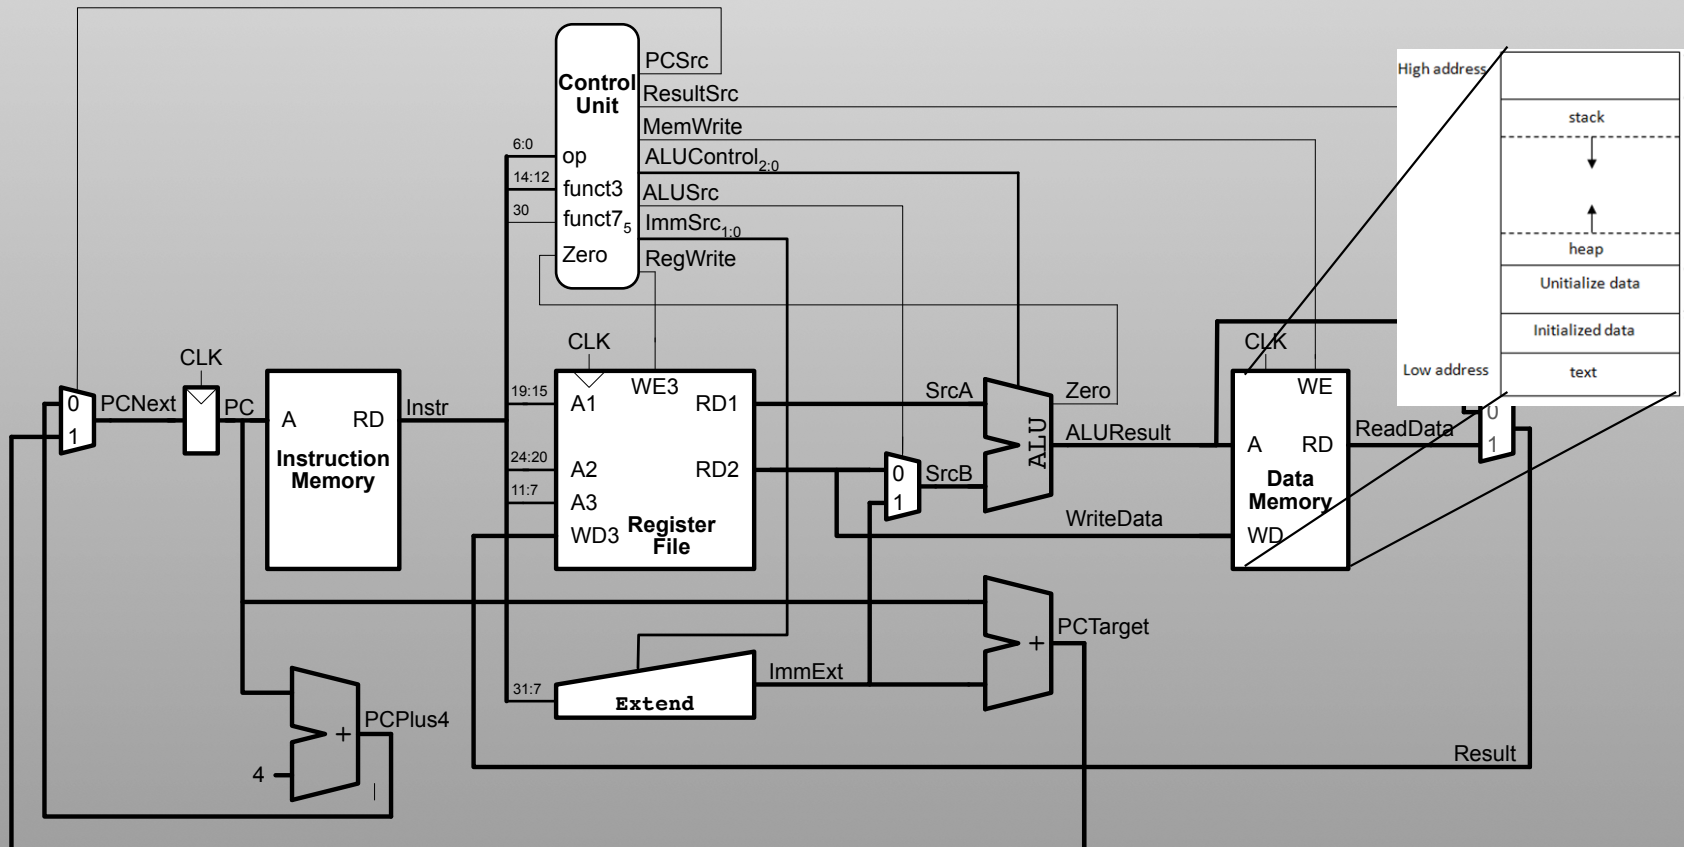 PCSrc
Control
Unit
ResultSrc
MemWrite
ALUControl2:0
ALUSrc
ImmSrc1:0
RegWrite
6:0
op
14:12
funct3
30
funct75
Zero
High address
stack
heap
Unitialize data
Initialized data
Low address
text
CLK
0
1
PCNext
PC
A
RD
Instruction
Memory
Instr
CLK
WE3
19:15
A1
RD1
24:20
A2
RD2
11:7
A3
WD3
Register
File
SrcA
0
1
SrcB
ALU
Zero
ALUResult
WriteData
CLK
WE
A
RD
Data
Memory
WD
ReadData
0
1
+
PCTarget
31:7
Extend
ImmExt
+
PCPlus4
4
Result